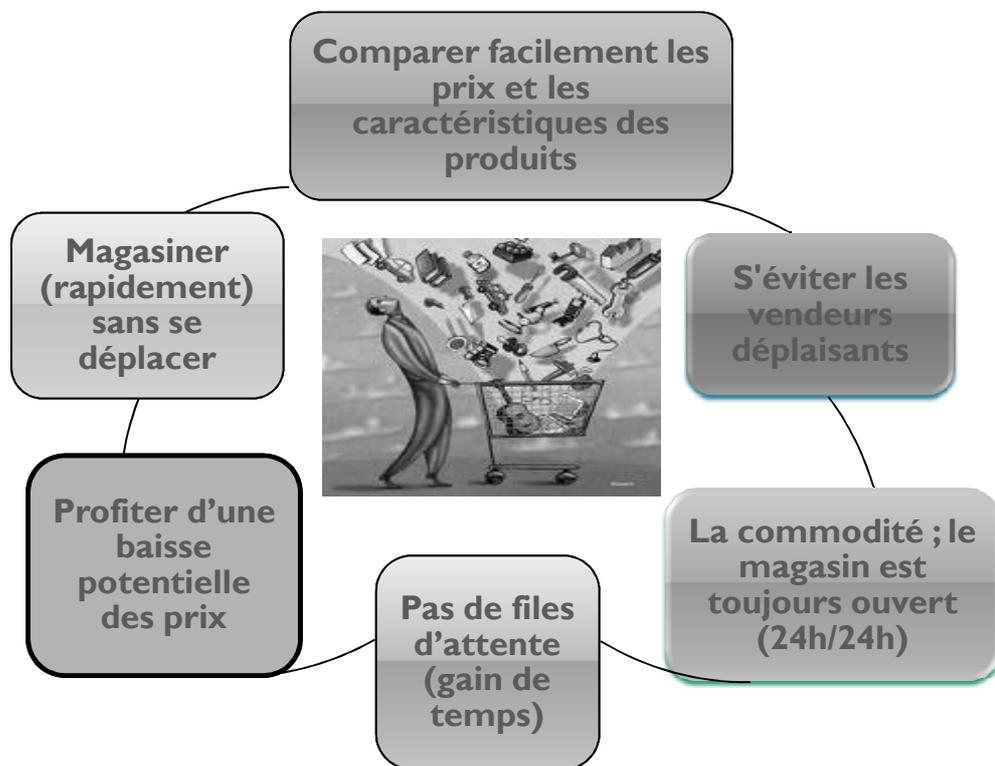 Comparer facilement les
prix et les
caractéristiques des
produits
S'éviter les
vendeurs
déplaisants
La commodité ; le
magasin est
toujours ouvert
(24h/24h)
Pas de files
d’attente
(gain de
temps)
Profiter d’une
baisse
potentielle
des prix
Magasiner
(rapidement)
sans se
déplacer